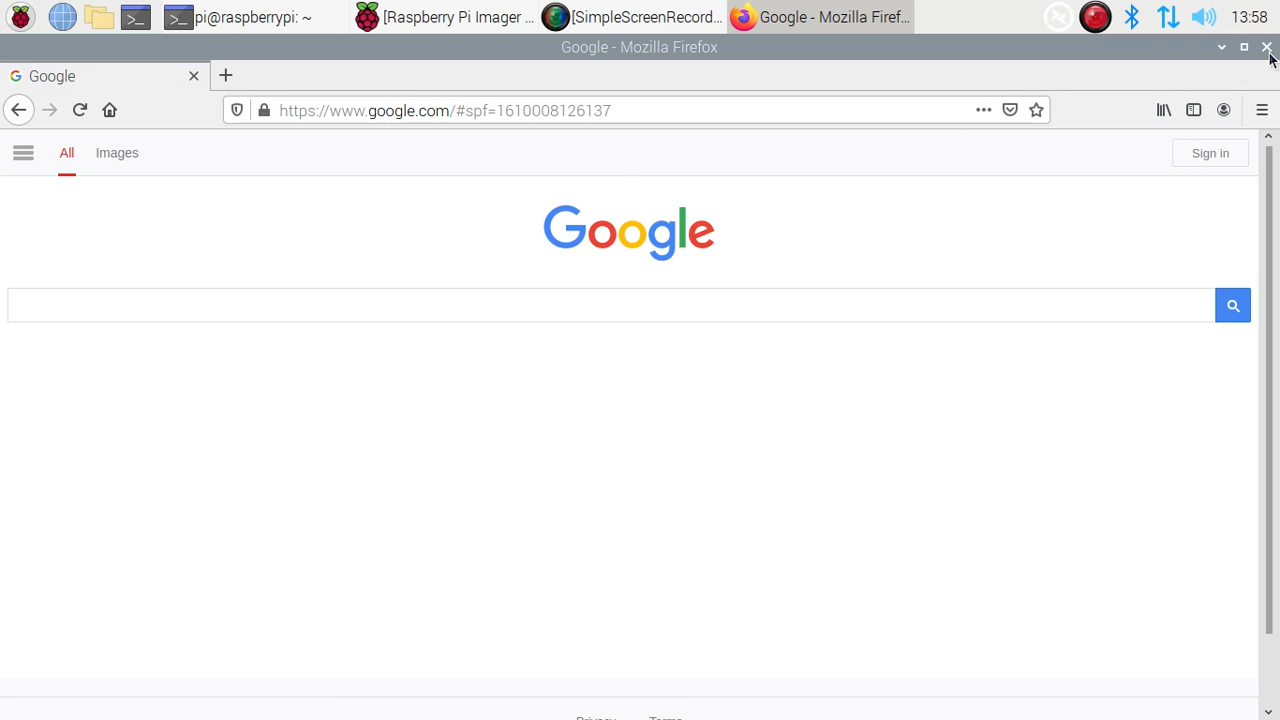 pi@raspberrypi: ~
[Raspberry Pi Imager ...
[SimpleScreenRecord...
Google - Mozilla Firef...
13:58
Google - Mozilla Firefox
Google
https://www.google.com/#spf=1610008126137
All
Images
Sign in
Google
Privacy
Terms